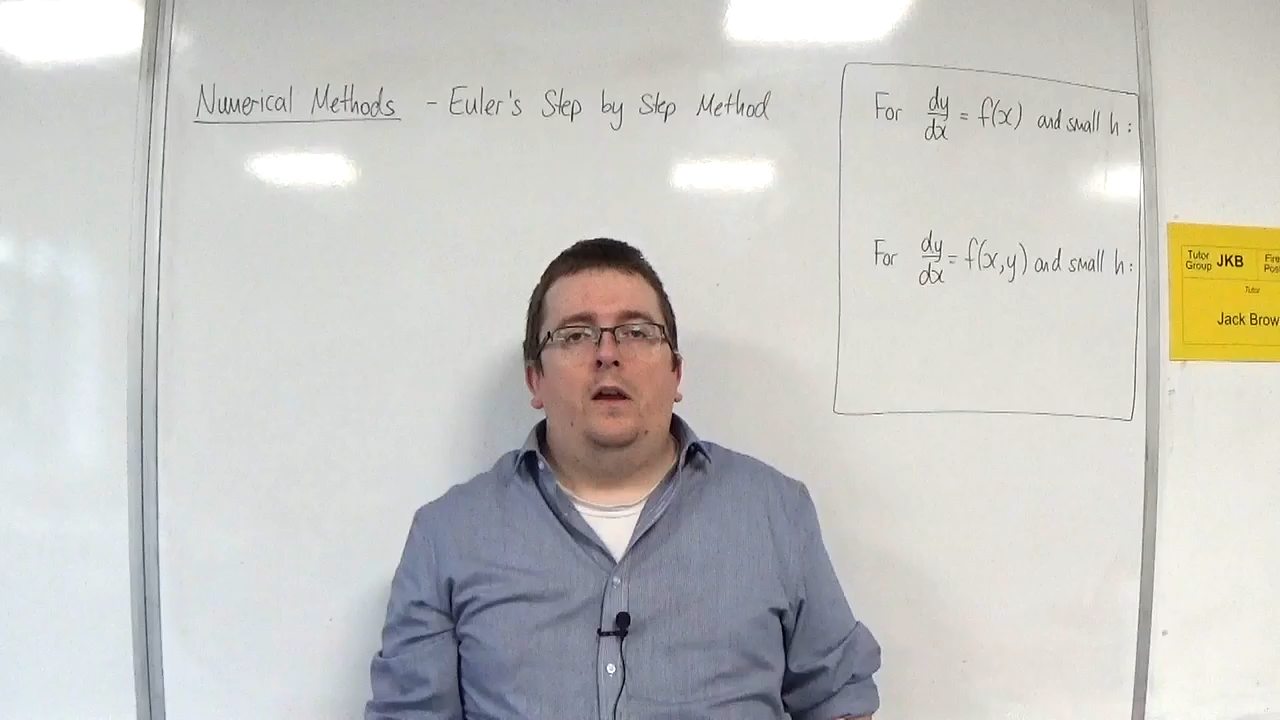 Numerical Methods - Euler's Step by Step Method
For dy/dx = f(x) and small h:
For dy/dx = f(x,y) and small h:
Tutor Group JKB
Tutor
Jack Brow